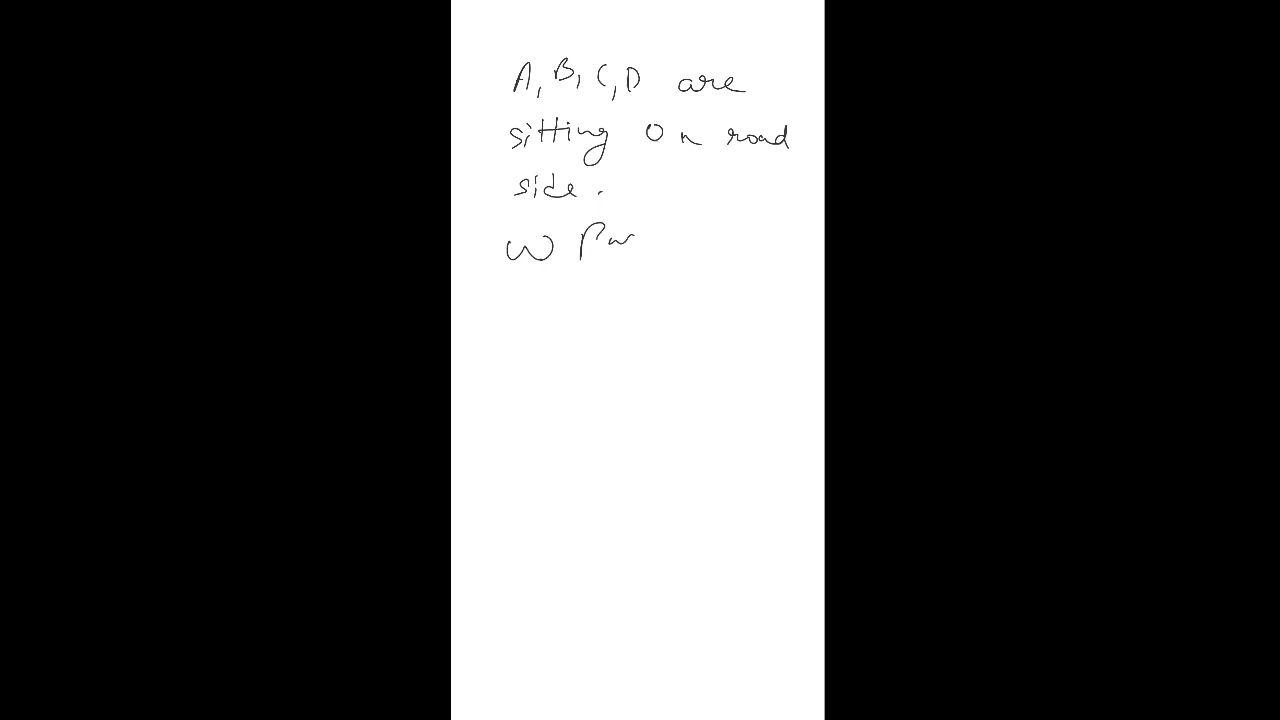 A, B, C, D are
sitting on road
side.
W